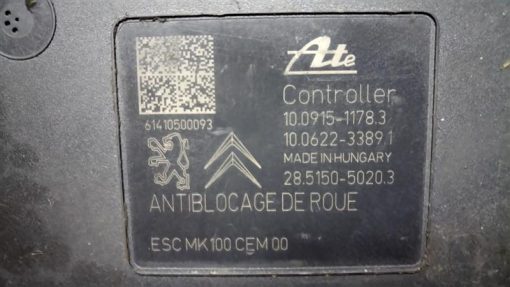 Ate
Controller
10.0915-1178.3
10.0622-3389.1
MADE IN HUNGARY
28.5150-5020.3
61410500D93
ANTIBLOCAGE DE ROUE
.ESC MK100 CEM 00